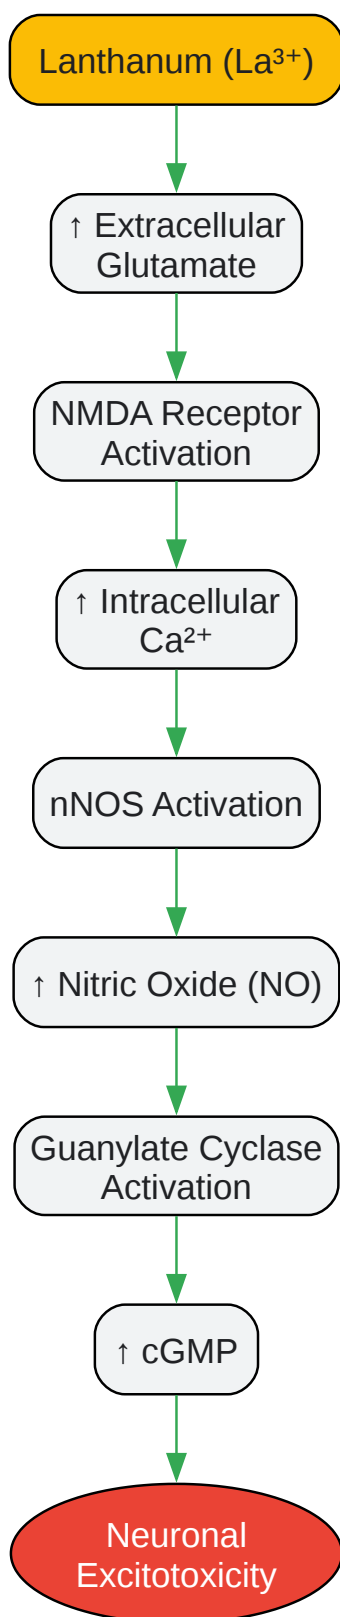 Lanthanum (La³⁺)
↑ Extracellular
Glutamate
NMDA Receptor
Activation
↑ Intracellular
Ca²⁺
nNOS Activation
↑ Nitric Oxide (NO)
Guanylate Cyclase
Activation
↑ cGMP
Neuronal
Excitotoxicity